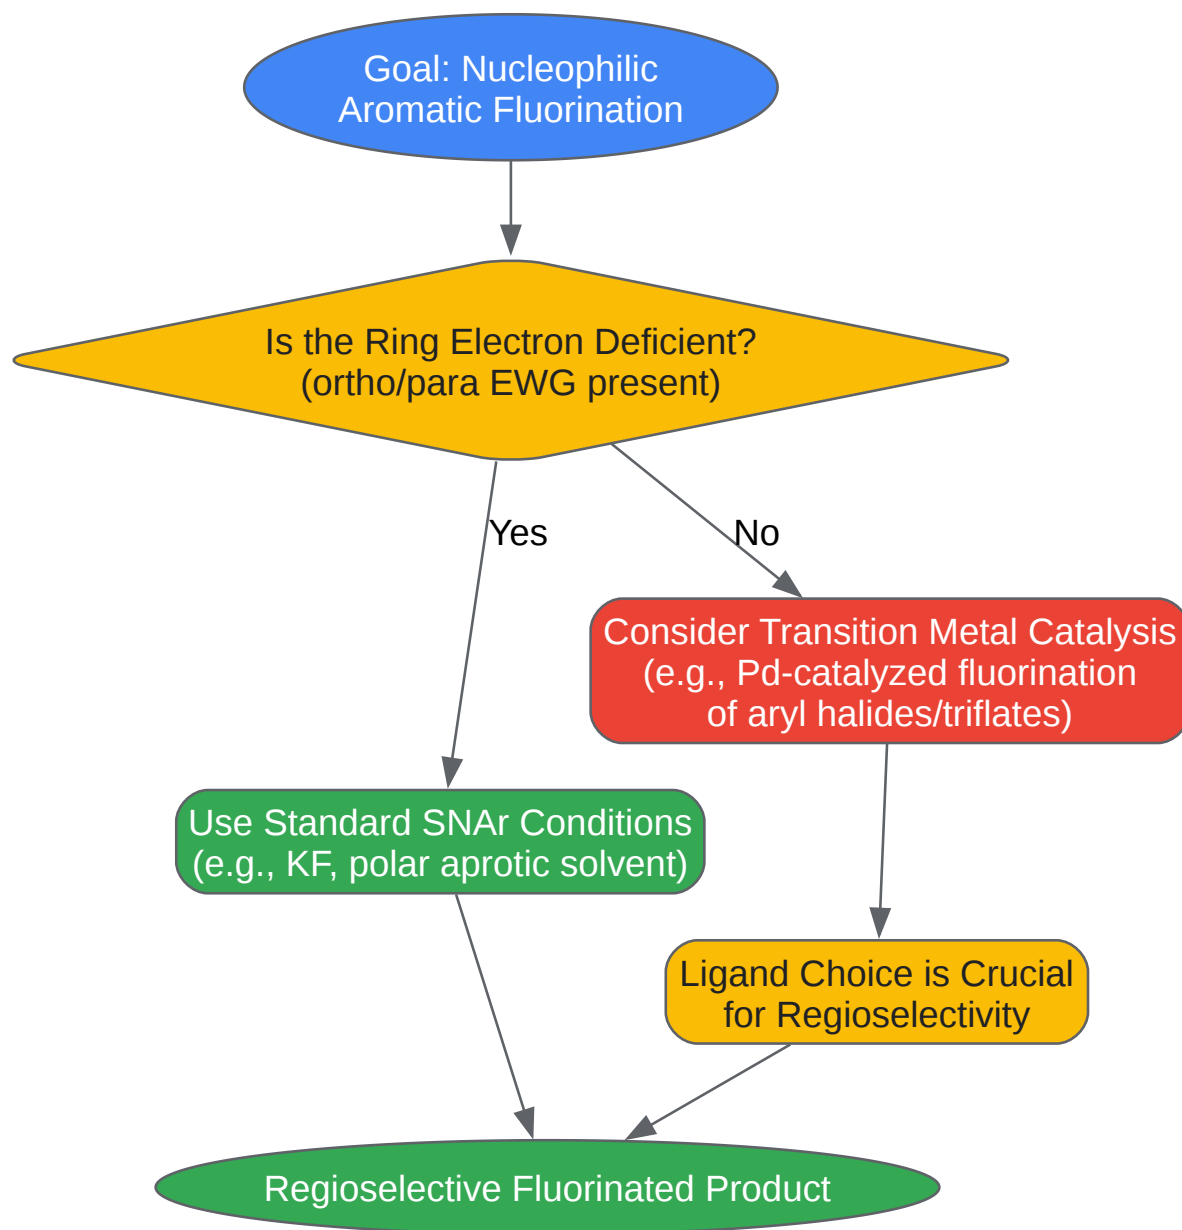 Goal: Nucleophilic
Aromatic Fluorination
Is the Ring Electron Deficient?
(ortho/para EWG present)
Yes
No
Consider Transition Metal Catalysis
(e.g., Pd-catalyzed fluorination
of aryl halides/triflates)
Use Standard SNAr Conditions
(e.g., KF, polar aprotic solvent)
Ligand Choice is Crucial
for Regioselectivity
Regioselective Fluorinated Product